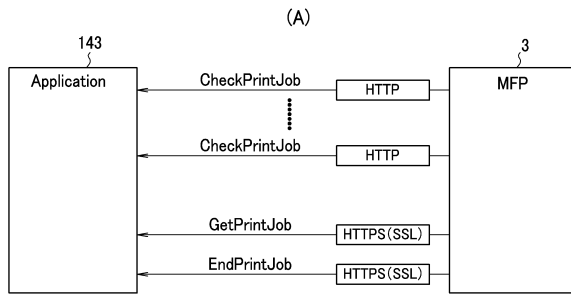 (A)
143
3
Application
MFP
CheckPrintJob
HTTP
CheckPrintJob
HTTP
GetPrintJob
HTTPS(SSL)
EndPrintJob
HTTPS(SSL)